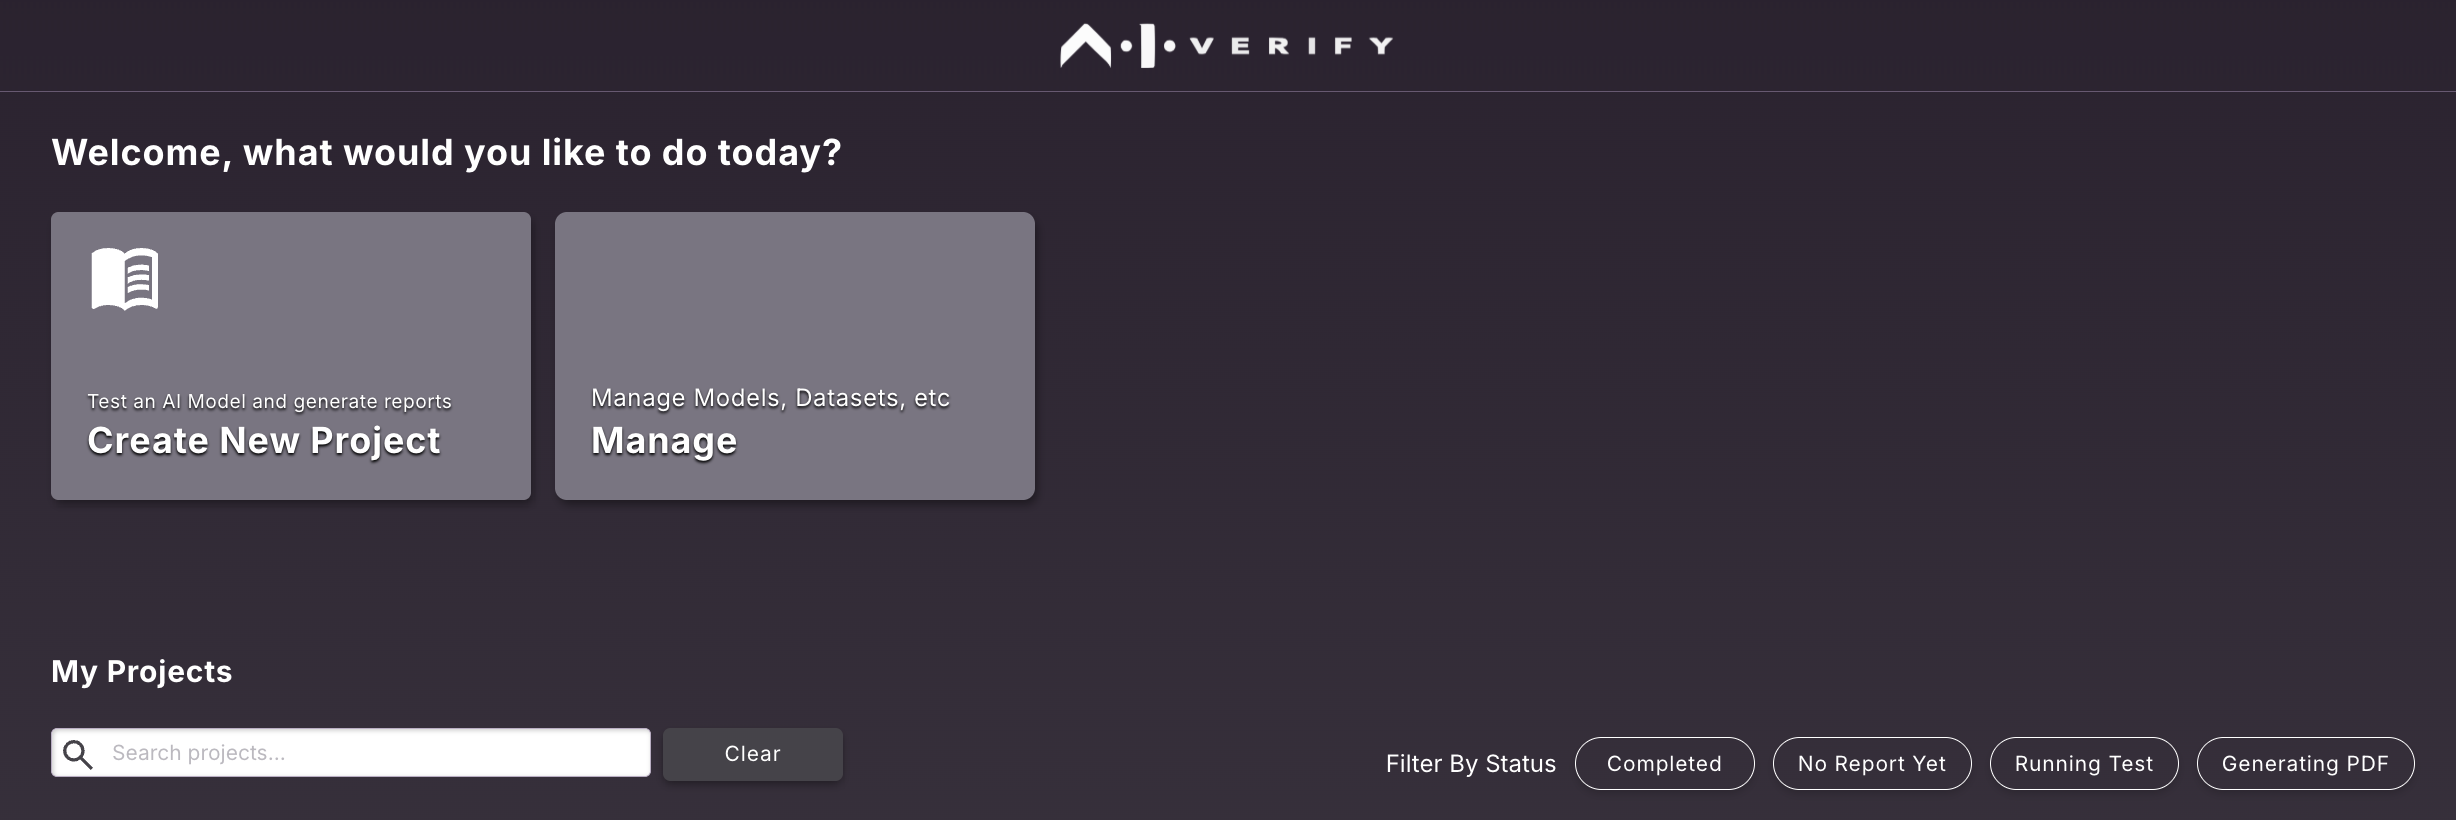 AI VERIFY
Welcome, what would you like to do today?
Test an AI Model and generate reports
Create New Project
Manage Models, Datasets, etc
Manage
My Projects
Search projects...
Clear
Filter By Status
Completed
No Report Yet
Running Test
Generating PDF